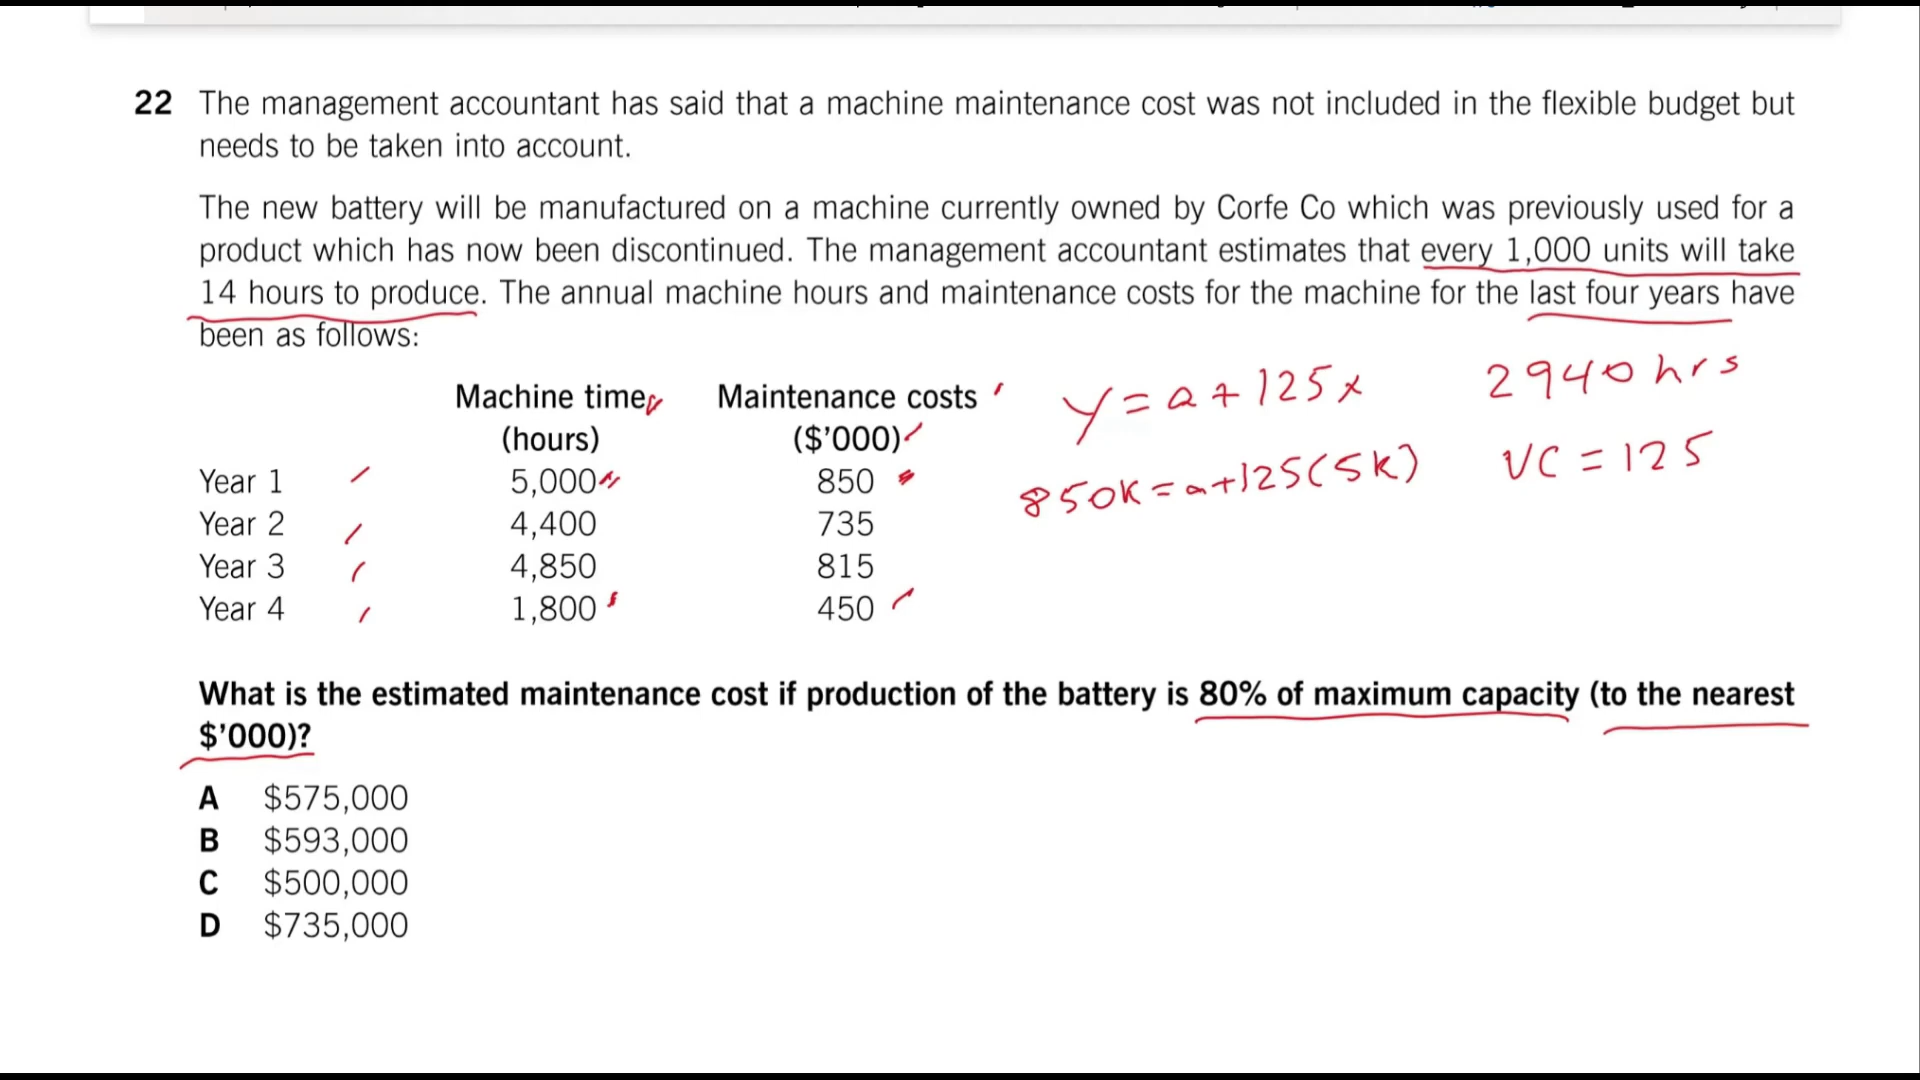 22 The management accountant has said that a machine maintenance cost was not included in the flexible budget but
needs to be taken into account.
The new battery will be manufactured on a machine currently owned by Corfe Co which was previously used for a
product which has now been discontinued. The management accountant estimates that every 1,000 units will take
14 hours to produce. The annual machine hours and maintenance costs for the machine for the last four years have
been as follows:
Machine time Maintenance costs
(hours) ($’000)
Year 1 5,000 850
Year 2 4,400 735
Year 3 4,850 815
Year 4 1,800 450
y = a + 125x
2940 hrs
850K = a + 125(5K)
VC = 125
What is the estimated maintenance cost if production of the battery is 80% of maximum capacity (to the nearest
$’000)?
A $575,000
B $593,000
C $500,000
D $735,000